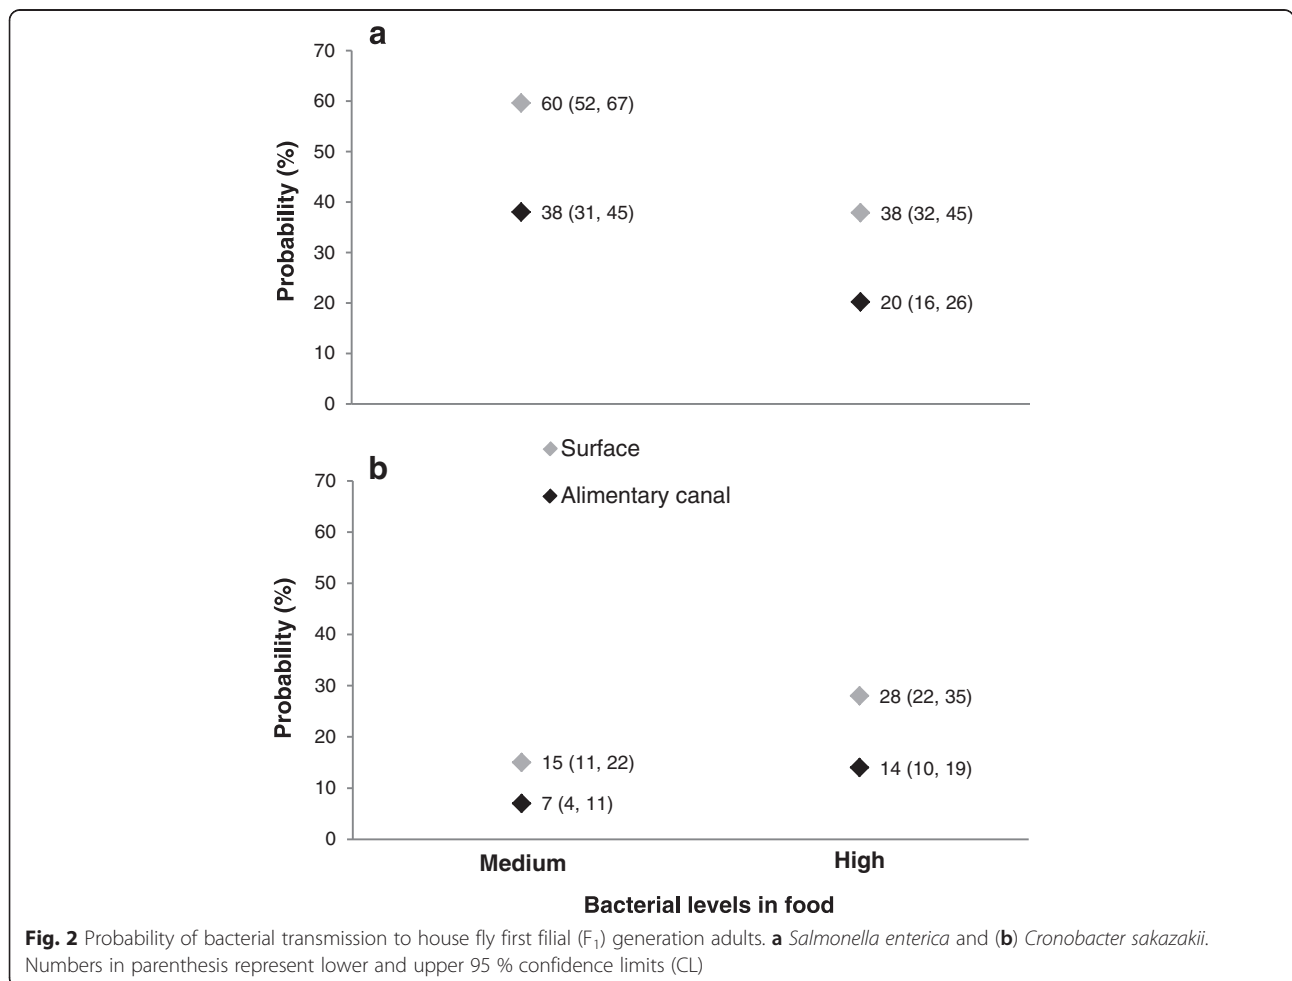 a
70
60
50
40
30
20
10
0
Probability (%)
60 (52, 67)
38 (31, 45)
38 (32, 45)
20 (16, 26)
Surface
Alimentary canal
b
70
60
50
40
30
20
10
0
Probability (%)
15 (11, 22)
7 (4, 11)
28 (22, 35)
14 (10, 19)
Medium
High
Bacterial levels in food
Fig. 2 Probability of bacterial transmission to house fly first filial (F₁) generation adults. a Salmonella enterica and (b) Cronobacter sakazakii.
Numbers in parenthesis represent lower and upper 95 % confidence limits (CL)